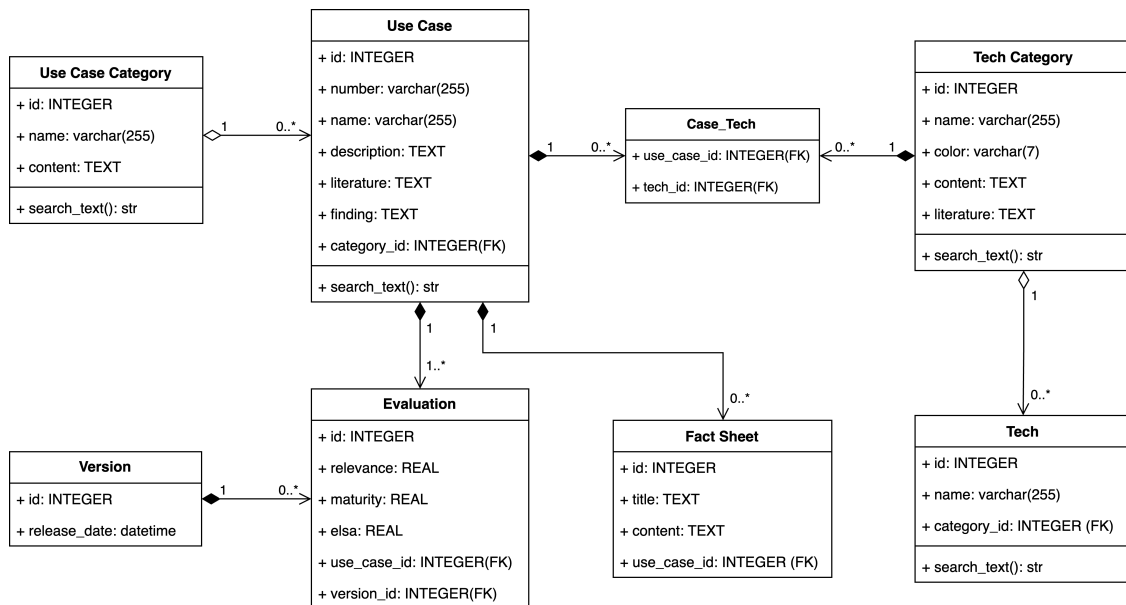 Use Case Category
+ id: INTEGER
+ name: varchar(255)
+ content: TEXT
+ search_text(): str
1
0..*
Use Case
+ id: INTEGER
+ number: varchar(255)
+ name: varchar(255)
+ description: TEXT
+ literature: TEXT
+ finding: TEXT
+ category_id: INTEGER(FK)
+ search_text(): str
1
0..*
Case_Tech
+ use_case_id: INTEGER(FK)
+ tech_id: INTEGER(FK)
0..*
1
Tech Category
+ id: INTEGER
+ name: varchar(255)
+ color: varchar(7)
+ content: TEXT
+ literature: TEXT
+ search_text(): str
1
0..*
1
1..*
1
0..*
Version
+ id: INTEGER
+ release_date: datetime
1
0..*
Evaluation
+ id: INTEGER
+ relevance: REAL
+ maturity: REAL
+ elsa: REAL
+ use_case_id: INTEGER(FK)
+ version_id: INTEGER(FK)
Fact Sheet
+ id: INTEGER
+ title: TEXT
+ content: TEXT
+ use_case_id: INTEGER (FK)
Tech
+ id: INTEGER
+ name: varchar(255)
+ category_id: INTEGER (FK)
+ search_text(): str